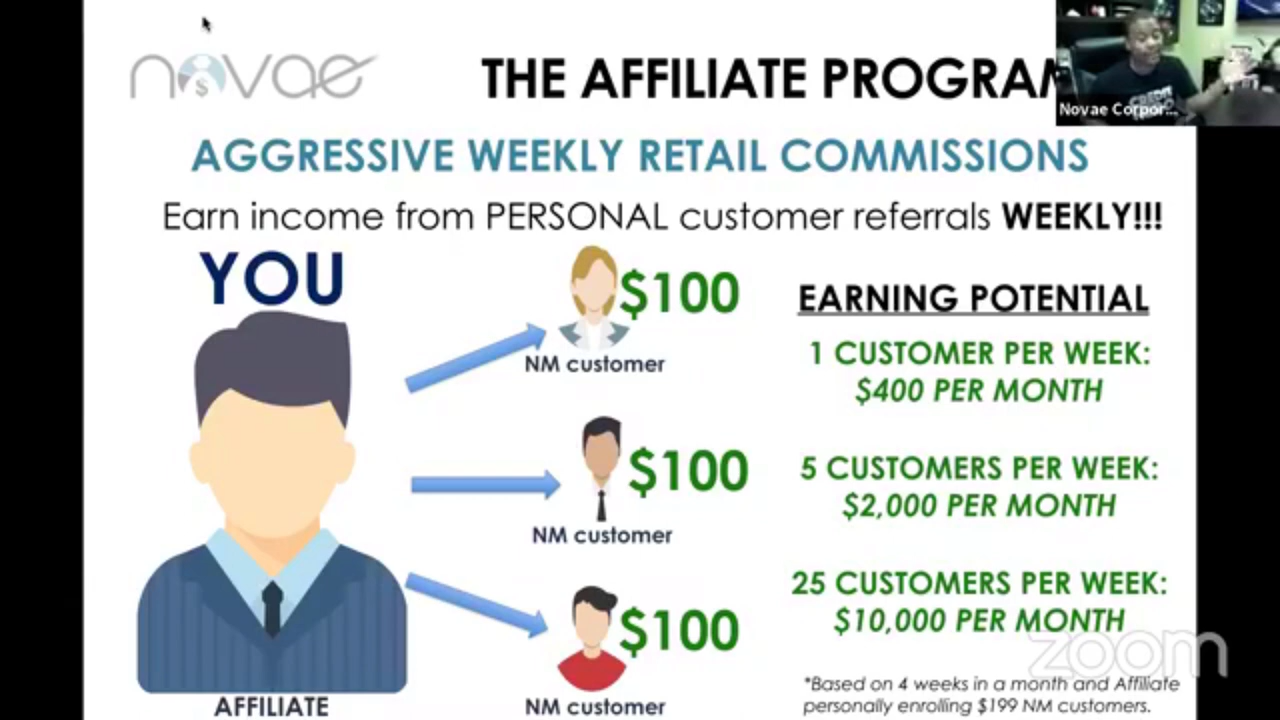 novae
THE AFFILIATE PROGRAM
Novae Corpor...
AGGRESSIVE WEEKLY RETAIL COMMISSIONS
Earn income from PERSONAL customer referrals WEEKLY!!!
YOU
$100
NM customer
$100
NM customer
$100
NM customer
AFFILIATE
EARNING POTENTIAL
1 CUSTOMER PER WEEK:
$400 PER MONTH
5 CUSTOMERS PER WEEK:
$2,000 PER MONTH
25 CUSTOMERS PER WEEK:
$10,000 PER MONTH
zoom
*Based on 4 weeks in a month and Affiliate
personally enrolling $199 NM customers.